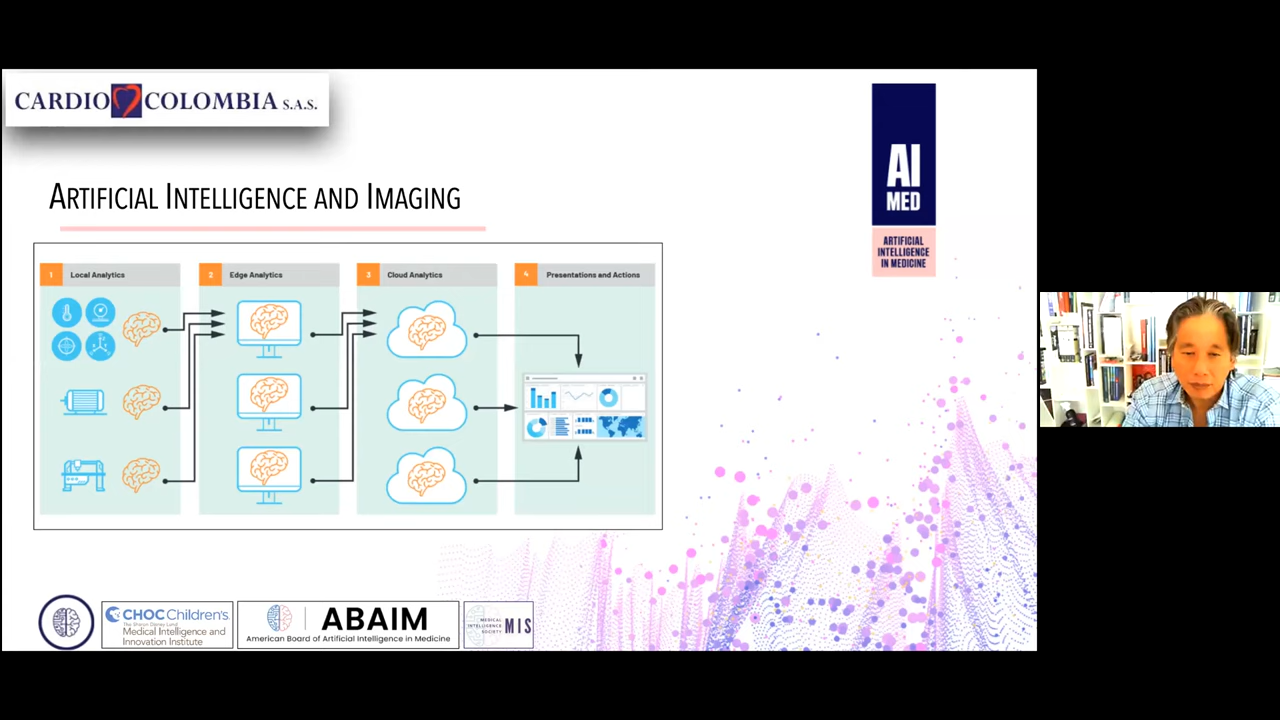 CARDIO COLOMBIA S.A.S.
AI
MED
ARTIFICIAL
INTELLIGENCE
IN MEDICINE
ARTIFICIAL INTELLIGENCE AND IMAGING
1 Local Analytics
2 Edge Analytics
3 Cloud Analytics
4 Presentations and Actions
CHOC Children's.
The Sharon Disney Lund
Medical Intelligence and
Innovation Institute
ABAIM
American Board of Artificial Intelligence in Medicine
MEDICAL
INTELLIGENCE
SOCIETY
MIS